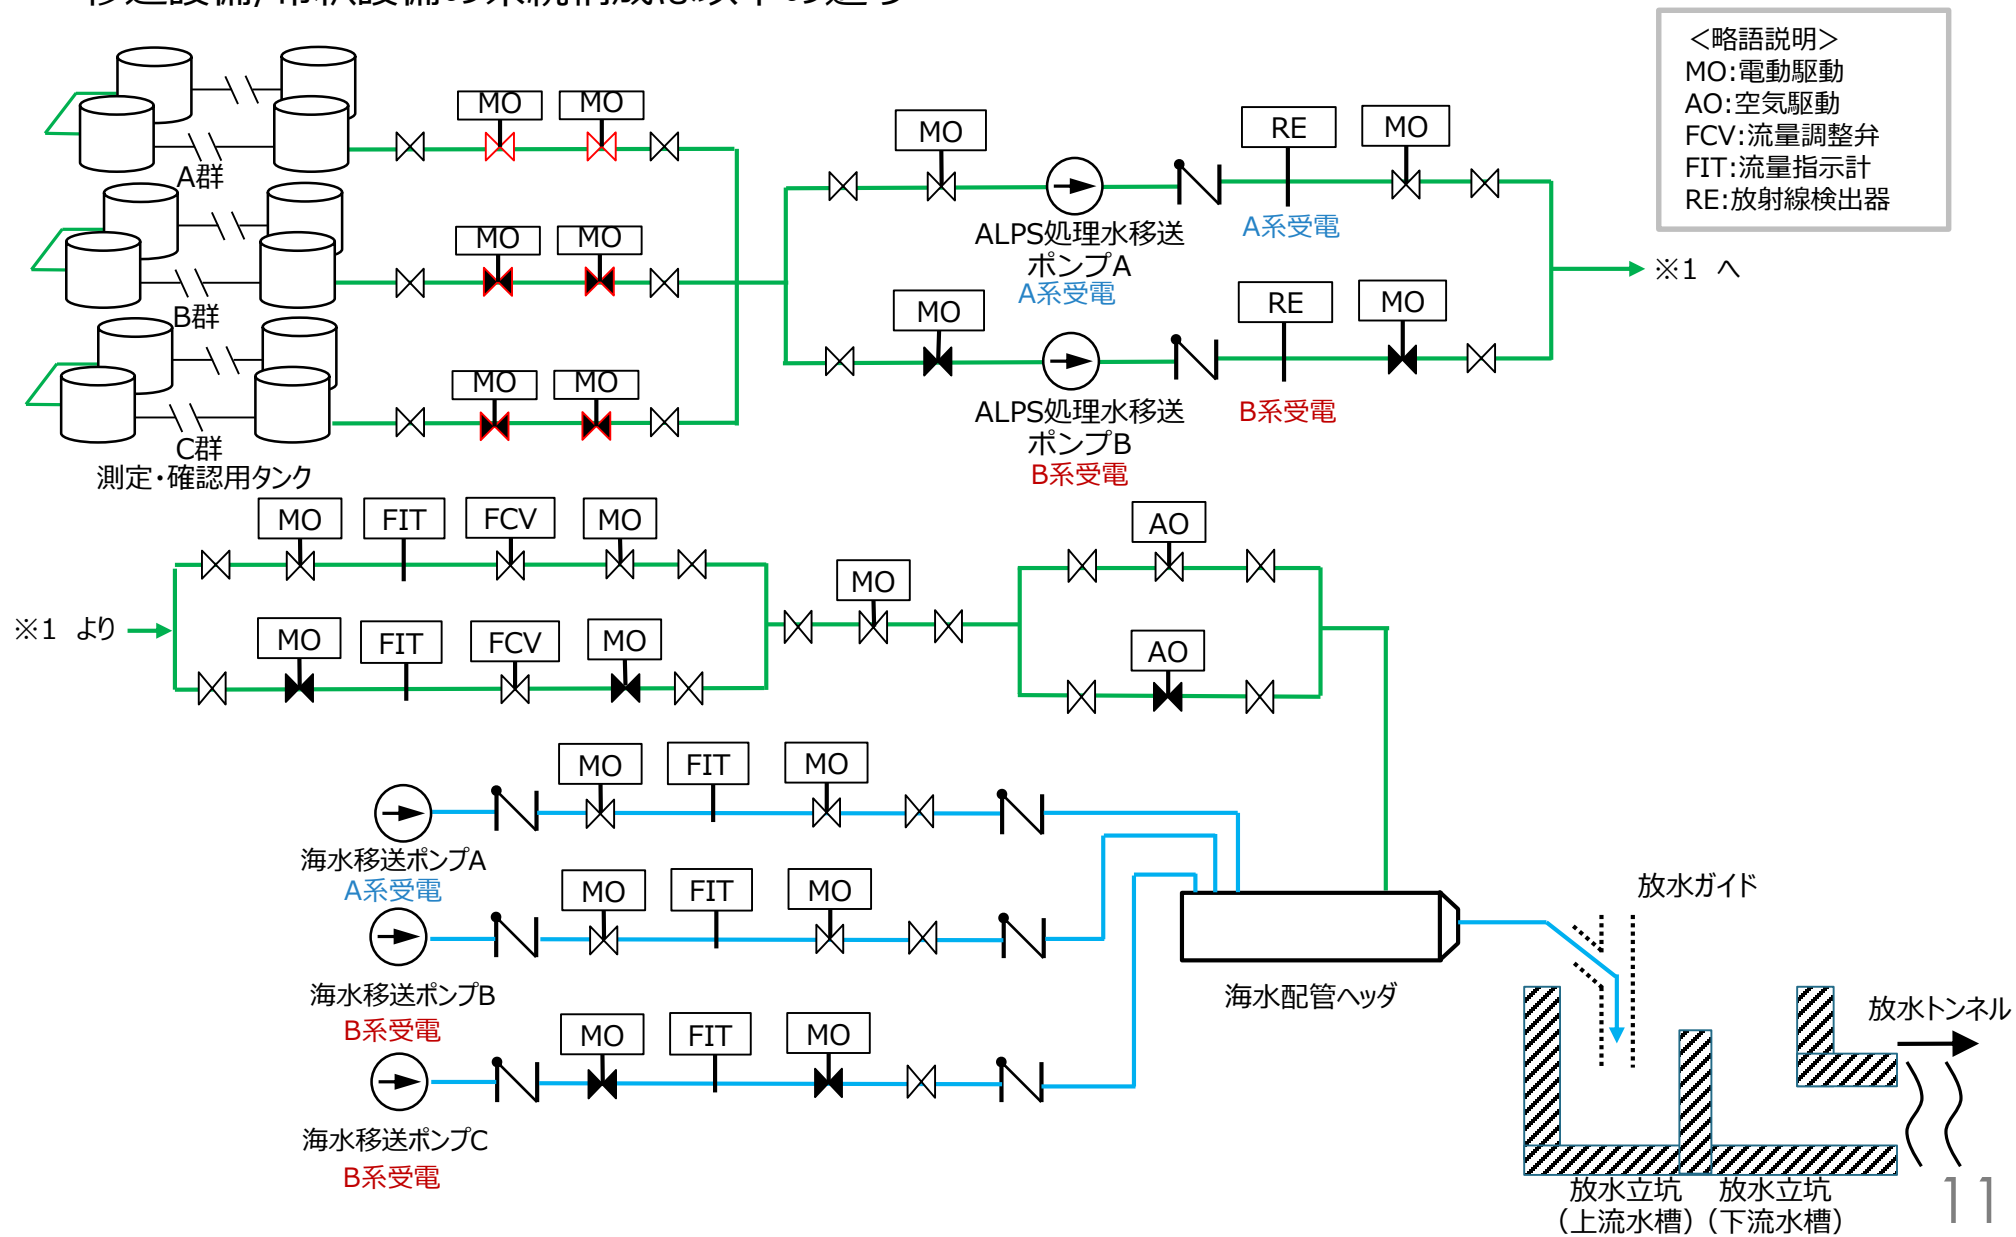 <略語説明>
MO:電動駆動
AO:空気駆動
FCV:流量調整弁
FIT:流量指示計
RE:放射線検出器
MO MO
A群
MO MO
B群
MO MO
C群
測定・確認用タンク
MO RE MO
ALPS処理水移送
ポンプA
A系受電
A系受電
※1 へ
MO RE MO
ALPS処理水移送
ポンプB
B系受電
B系受電
※1 より
MO FIT FCV MO
MO FIT FCV MO
MO
AO
AO
MO FIT MO
海水移送ポンプA
A系受電
MO FIT MO
海水移送ポンプB
B系受電
MO FIT MO
海水移送ポンプC
B系受電
海水配管ヘッダ
放水ガイド
放水トンネル
放水立坑
(上流水槽)
放水立坑
(下流水槽)
11